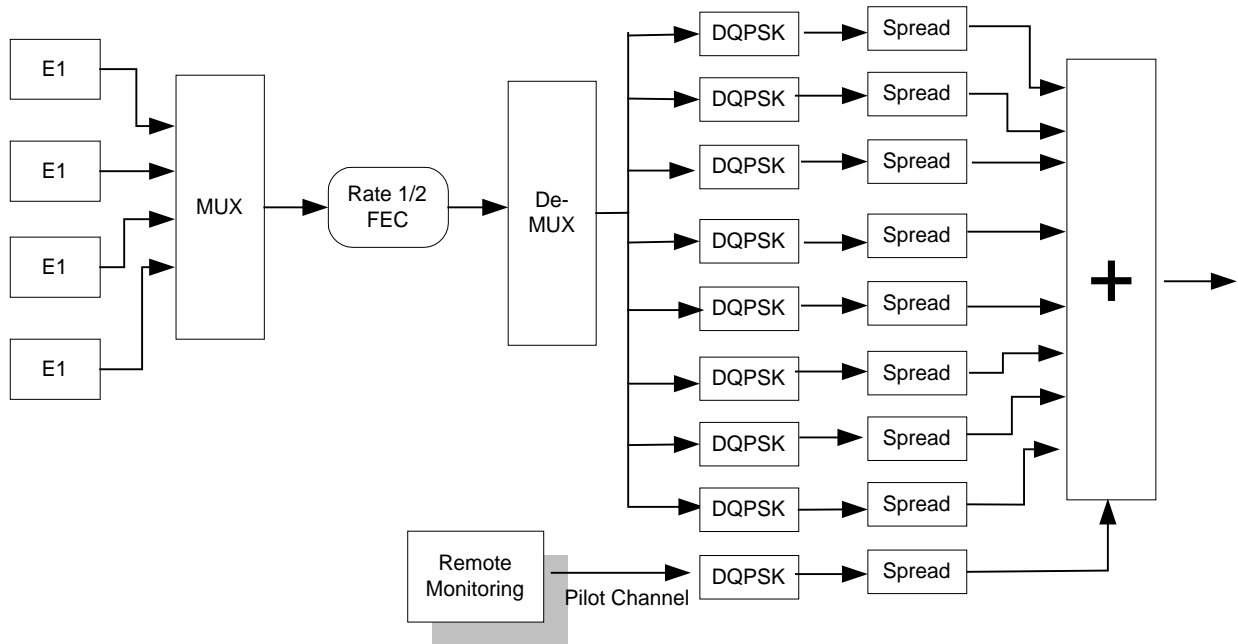 E1
E1
E1
E1
MUX
Rate 1/2
FEC
De-
MUX
DQPSK
Spread
DQPSK
Spread
DQPSK
Spread
DQPSK
Spread
DQPSK
Spread
DQPSK
Spread
DQPSK
Spread
DQPSK
Spread
+
Remote
Monitoring
Pilot Channel
DQPSK
Spread